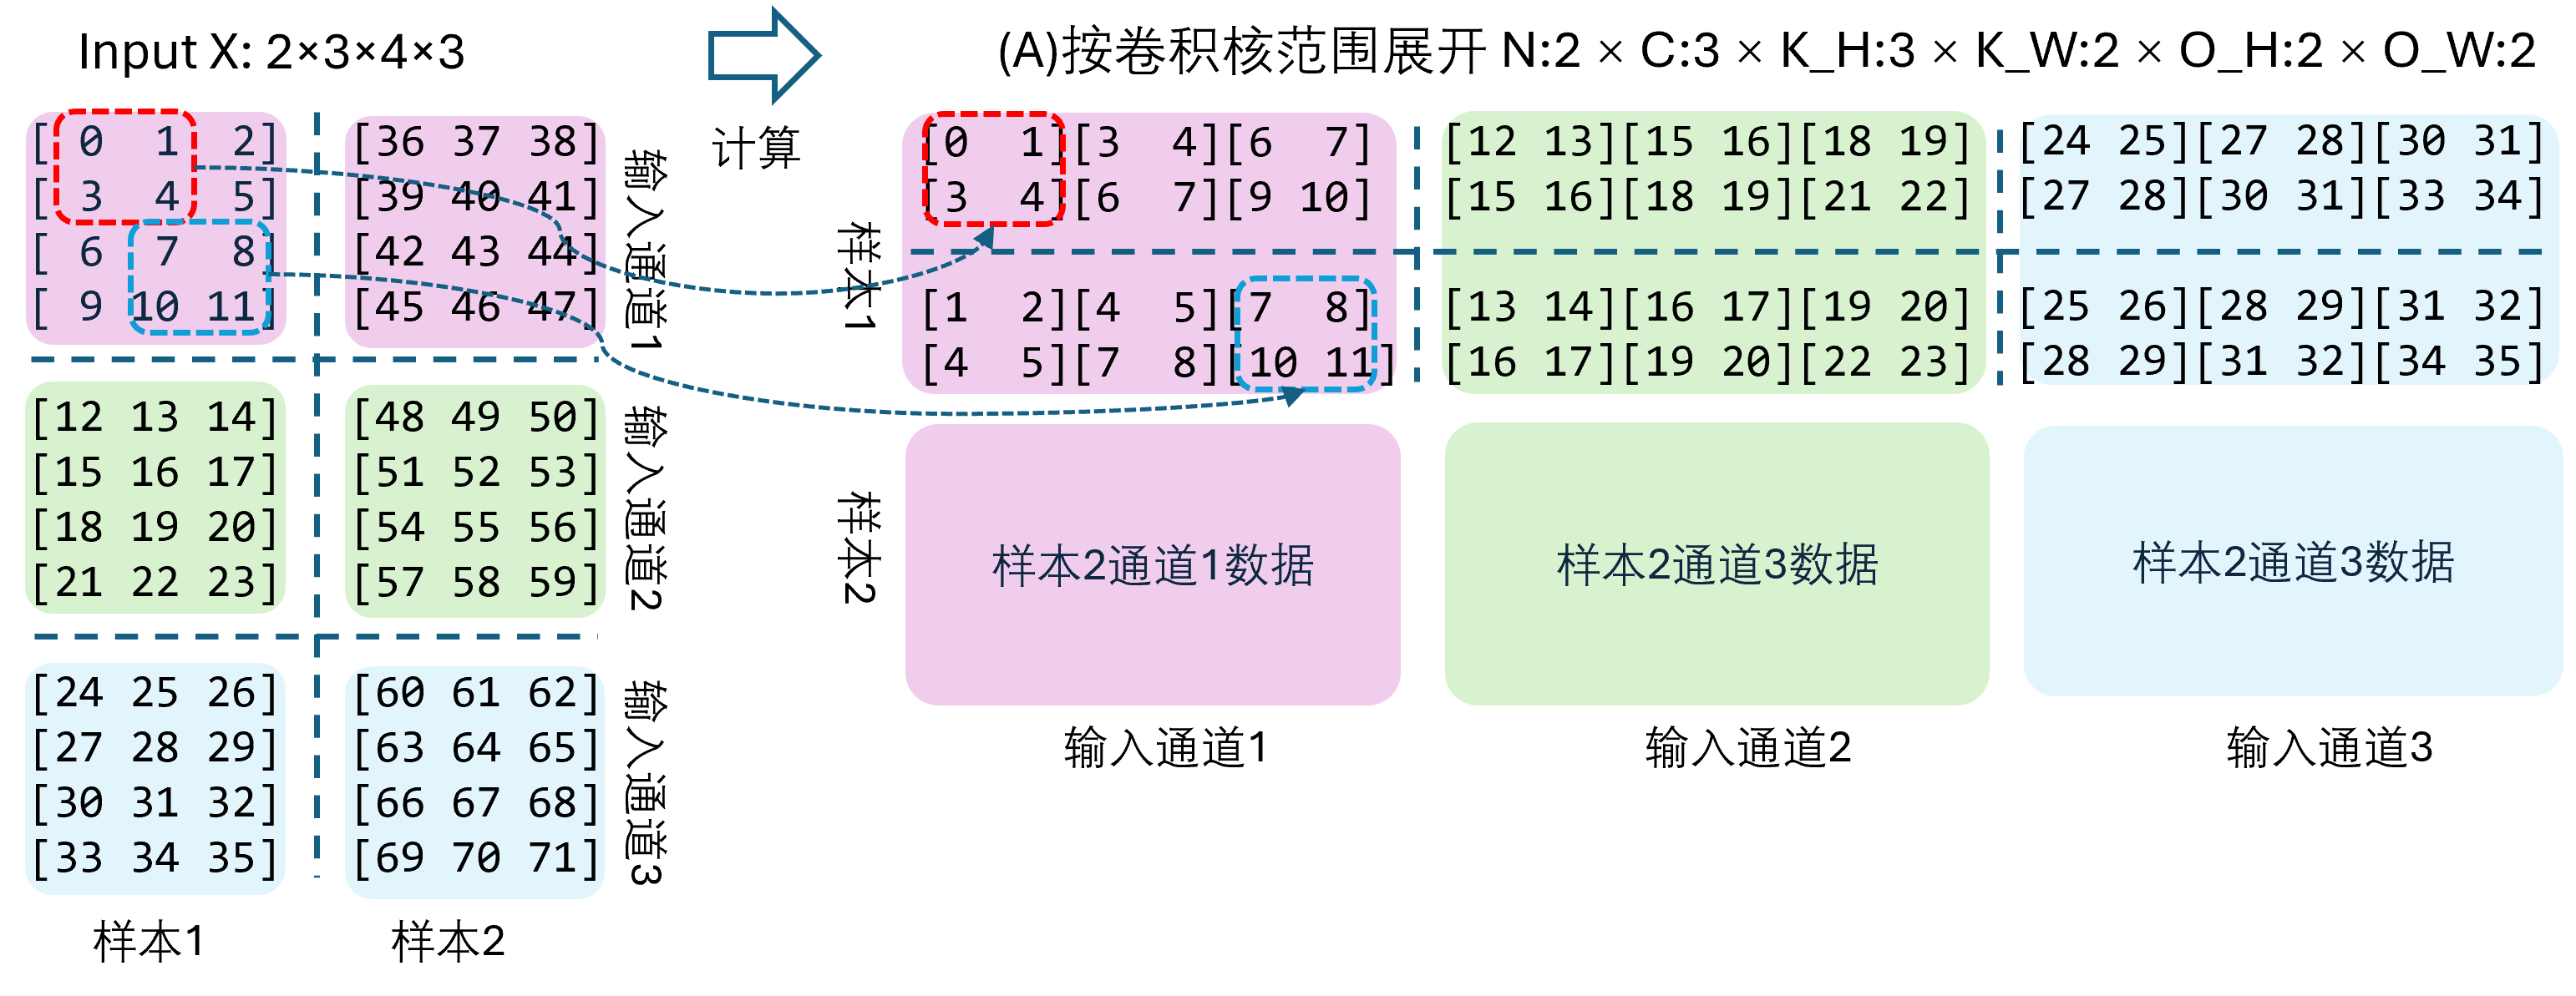 Input X: 2×3×4×3
[ 0 1 2]
[ 3 4 5]
[ 6 7 8]
[ 9 10 11]
[36 37 38]
[39 40 41]
[42 43 44]
[45 46 47]
输入通道1
[12 13 14]
[15 16 17]
[18 19 20]
[21 22 23]
[48 49 50]
[51 52 53]
[54 55 56]
[57 58 59]
输入通道2
[24 25 26]
[27 28 29]
[30 31 32]
[33 34 35]
[60 61 62]
[63 64 65]
[66 67 68]
[69 70 71]
输入通道3
样本1
样本2
计算
(A)按卷积核范围展开 N:2 × C:3 × K_H:3 × K_W:2 × O_H:2 × O_W:2
样本1
[0 1][3 4][6 7]
[3 4][6 7][9 10]
[1 2][4 5][7 8]
[4 5][7 8][10 11]
[12 13][15 16][18 19]
[15 16][18 19][21 22]
[13 14][16 17][19 20]
[16 17][19 20][22 23]
[24 25][27 28][30 31]
[27 28][30 31][33 34]
[25 26][28 29][31 32]
[28 29][31 32][34 35]
样本2
样本2通道1数据
样本2通道3数据
样本2通道3数据
输入通道1
输入通道2
输入通道3